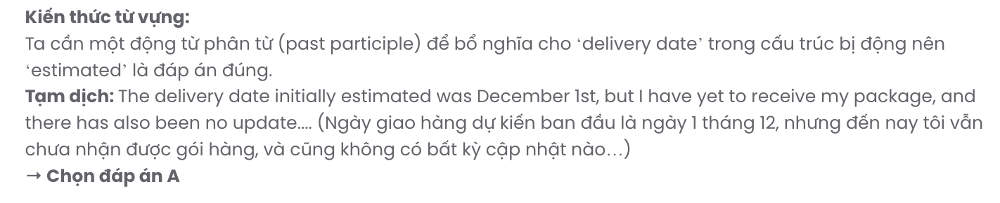 Kiến thức từ vựng:
Ta cần một động từ phân từ (past participle) để bổ nghĩa cho ‘delivery date’ trong cấu trúc bị động nên
‘estimated’ là đáp án đúng.
Tạm dịch: The delivery date initially estimated was December 1st, but I have yet to receive my package, and
there has also been no update.... (Ngày giao hàng dự kiến ban đầu là ngày 1 tháng 12, nhưng đến nay tôi vẫn
chưa nhận được gói hàng, và cũng không có bất kỳ cập nhật nào…)
→ Chọn đáp án A